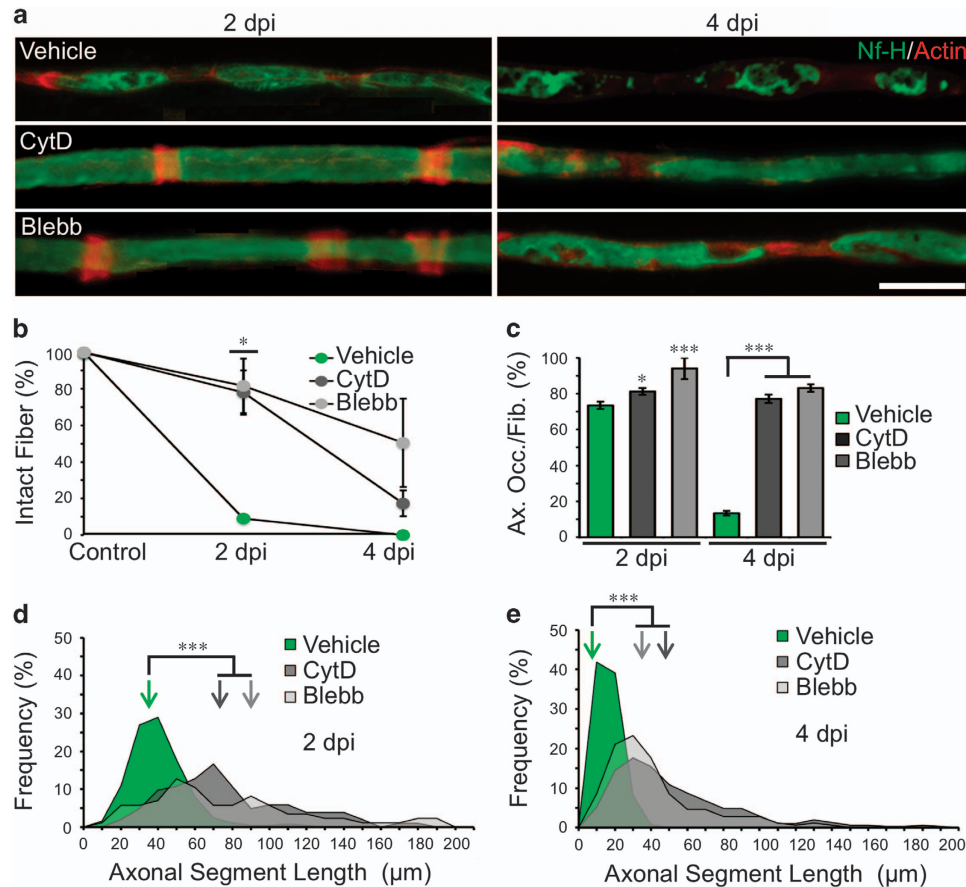 a
2 dpi
4 dpi
Vehicle
Nf-H/Actin
CytD
Blebb
b
Intact Fiber (%)
100
80
60
40
20
0
*
Vehicle
CytD
Blebb
Control
2 dpi
4 dpi
c
Ax. Occ./Fib. (%)
100
80
60
40
20
0
*
***
***
Vehicle
CytD
Blebb
2 dpi
4 dpi
d
Frequency (%)
50
40
30
20
10
0
***
Vehicle
CytD
Blebb
2 dpi
0 20 40 60 80 100 120 140 160 180 200
Axonal Segment Length (µm)
e
Frequency (%)
50
40
30
20
10
0
***
Vehicle
CytD
Blebb
4 dpi
0 20 40 60 80 100 120 140 160 180 200
Axonal Segment Length (µm)